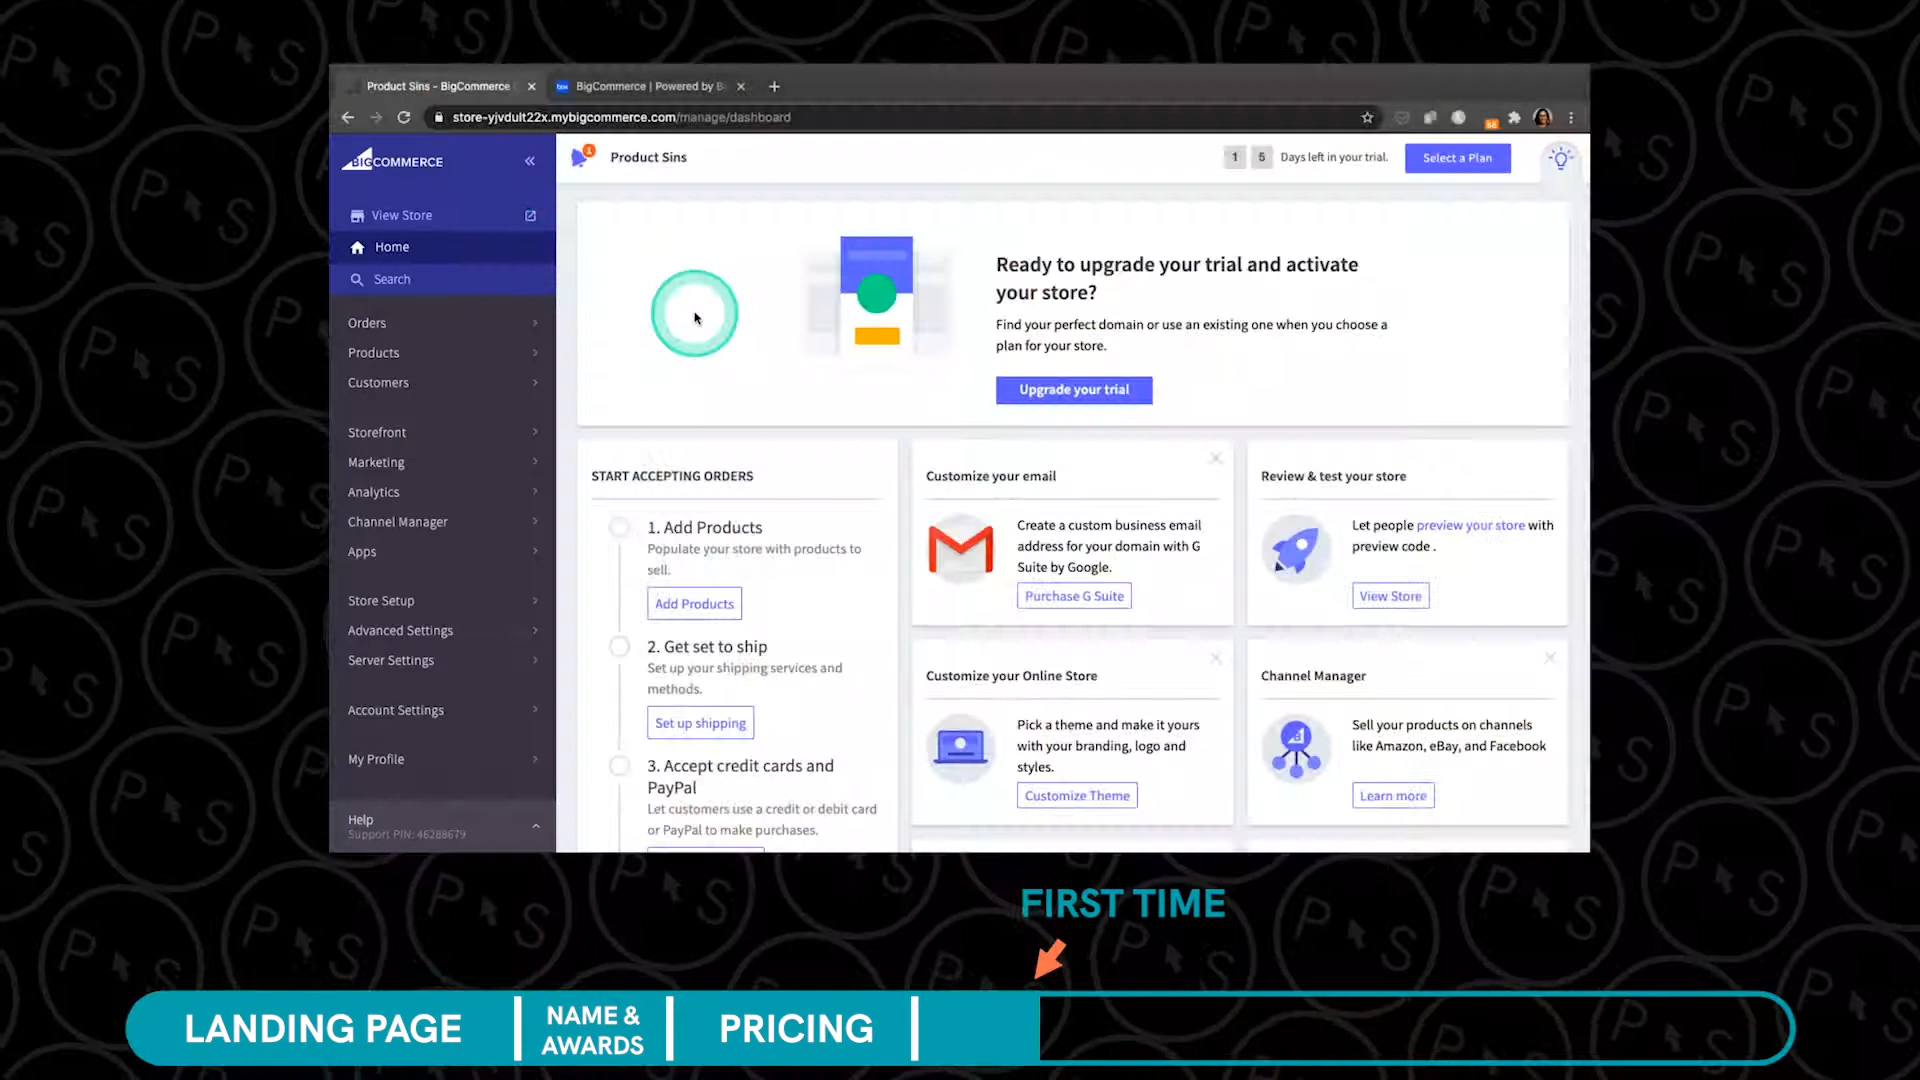 Product Sins - BigCommerce
BigCommerce | Powered by B
store-yjvdult22x.mybigcommerce.com/manage/dashboard
56
BIGCOMMERCE
View Store
Home
Search
Orders
Products
Customers
Storefront
Marketing
Analytics
Channel Manager
Apps
Store Setup
Advanced Settings
Server Settings
Account Settings
My Profile
Help
Support PIN: 46288679
1
Product Sins
1 5 Days left in your trial.
Select a Plan
Ready to upgrade your trial and activate
your store?
Find your perfect domain or use an existing one when you choose a
plan for your store.
Upgrade your trial
START ACCEPTING ORDERS
1. Add Products
Populate your store with products to
sell.
Add Products
2. Get set to ship
Set up your shipping services and
methods.
Set up shipping
3. Accept credit cards and
PayPal
Let customers use a credit or debit card
or PayPal to make purchases.
Customize your email
Create a custom business email
address for your domain with G
Suite by Google.
Purchase G Suite
Review & test your store
Let people preview your store with
preview code .
View Store
Customize your Online Store
Pick a theme and make it yours
with your branding, logo and
styles.
Customize Theme
Channel Manager
Sell your products on channels
like Amazon, eBay, and Facebook
Learn more
FIRST TIME
LANDING PAGE
NAME &
AWARDS
PRICING